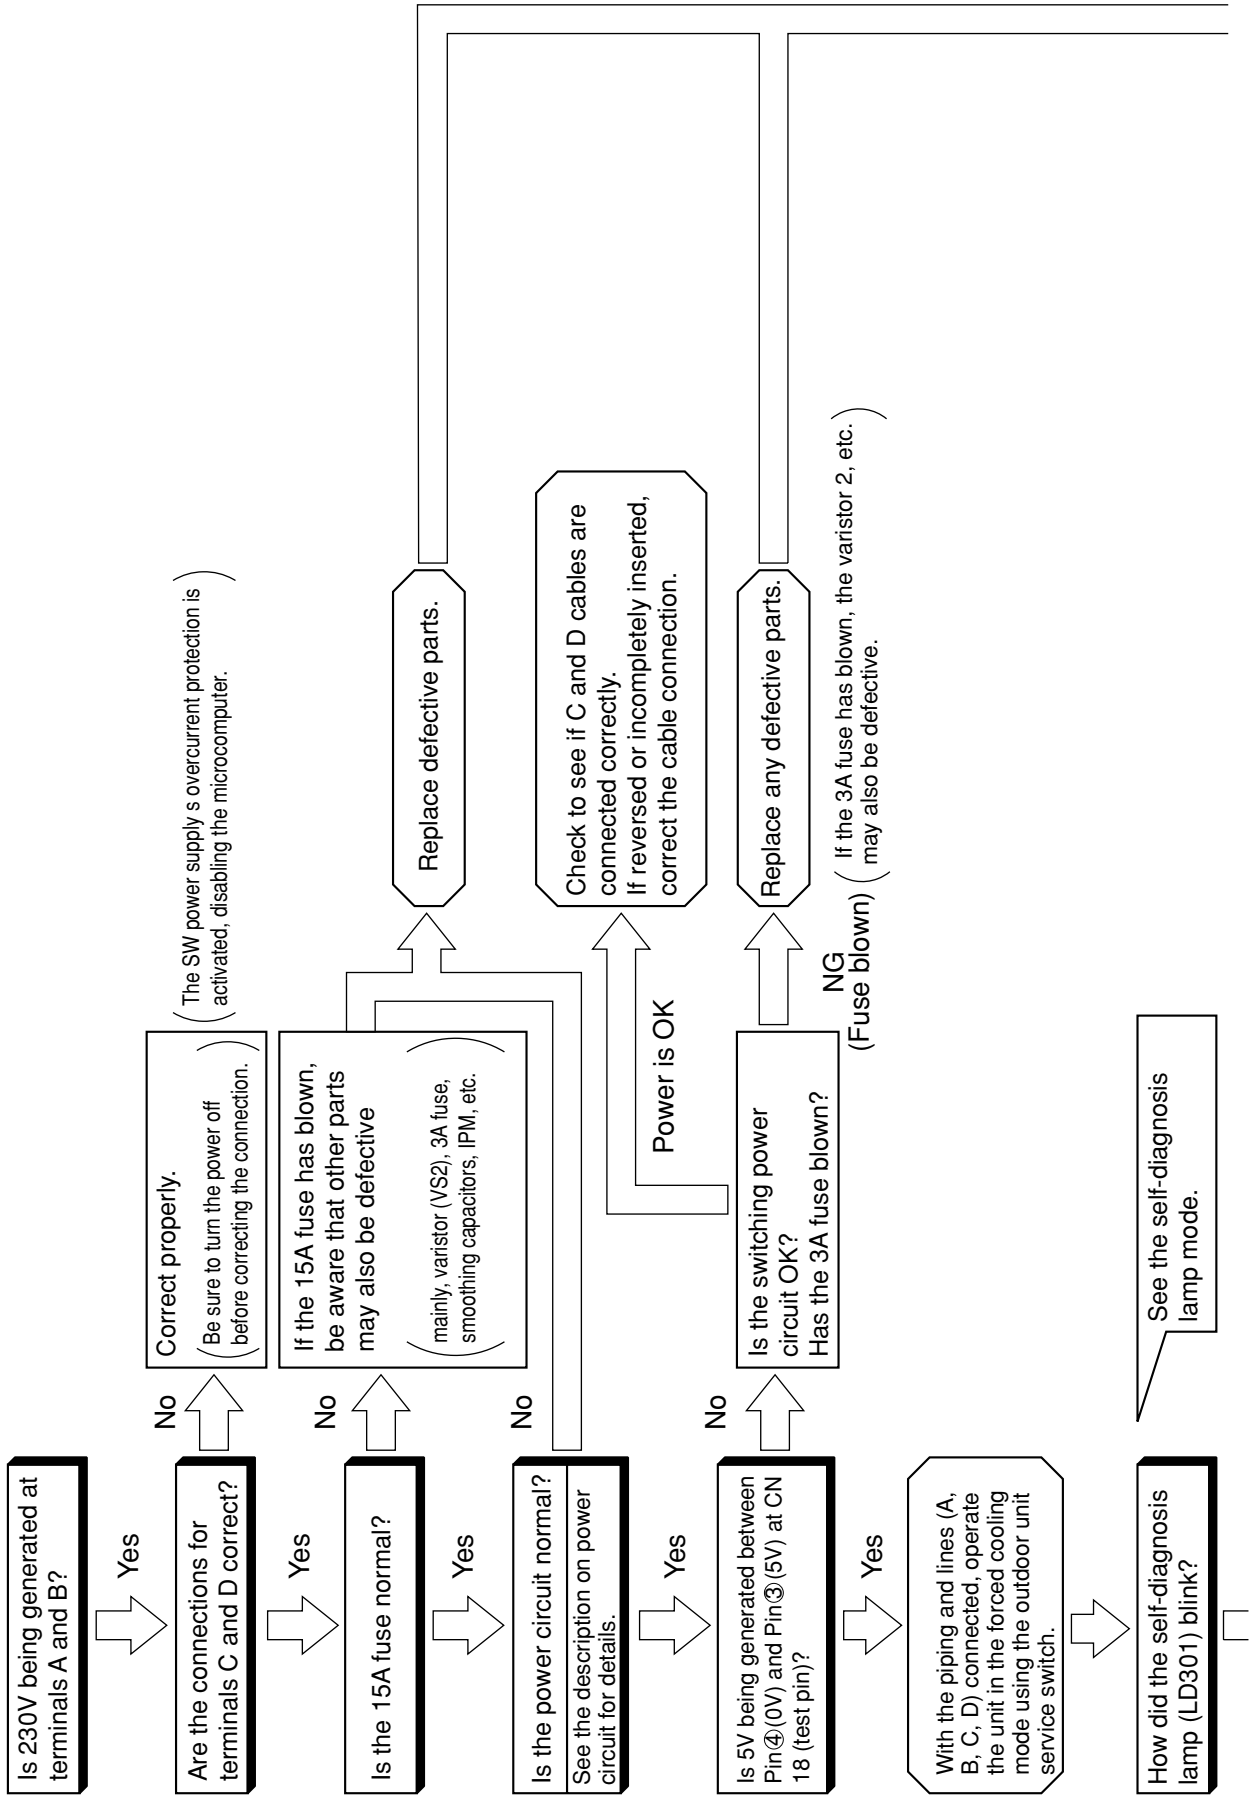 Is 230V being generated at
terminals A and B?
Yes
Are the connections for
terminals C and D correct?
No
Correct properly.
(Be sure to turn the power off
before correcting the connection.)
(The SW power supply s overcurrent protection is
activated, disabling the microcomputer.)
Yes
Is the 15A fuse normal?
No
If the 15A fuse has blown,
be aware that other parts
may also be defective
(mainly, varistor (VS2), 3A fuse,
smoothing capacitors, IPM, etc.)
Replace defective parts.
Yes
Is the power circuit normal?
See the description on power
circuit for details.
No
Yes
Is 5V being generated between
Pin④(0V) and Pin③(5V) at CN
18 (test pin)?
No
Is the switching power
circuit OK?
Has the 3A fuse blown?
Power is OK
Check to see if C and D cables are
connected correctly.
If reversed or incompletely inserted,
correct the cable connection.
NG
(Fuse blown)
Replace any defective parts.
(If the 3A fuse has blown, the varistor 2, etc.
may also be defective.)
Yes
With the piping and lines (A,
B, C, D) connected, operate
the unit in the forced cooling
mode using the outdoor unit
service switch.
How did the self-diagnosis
lamp (LD301) blink?
See the self-diagnosis
lamp mode.